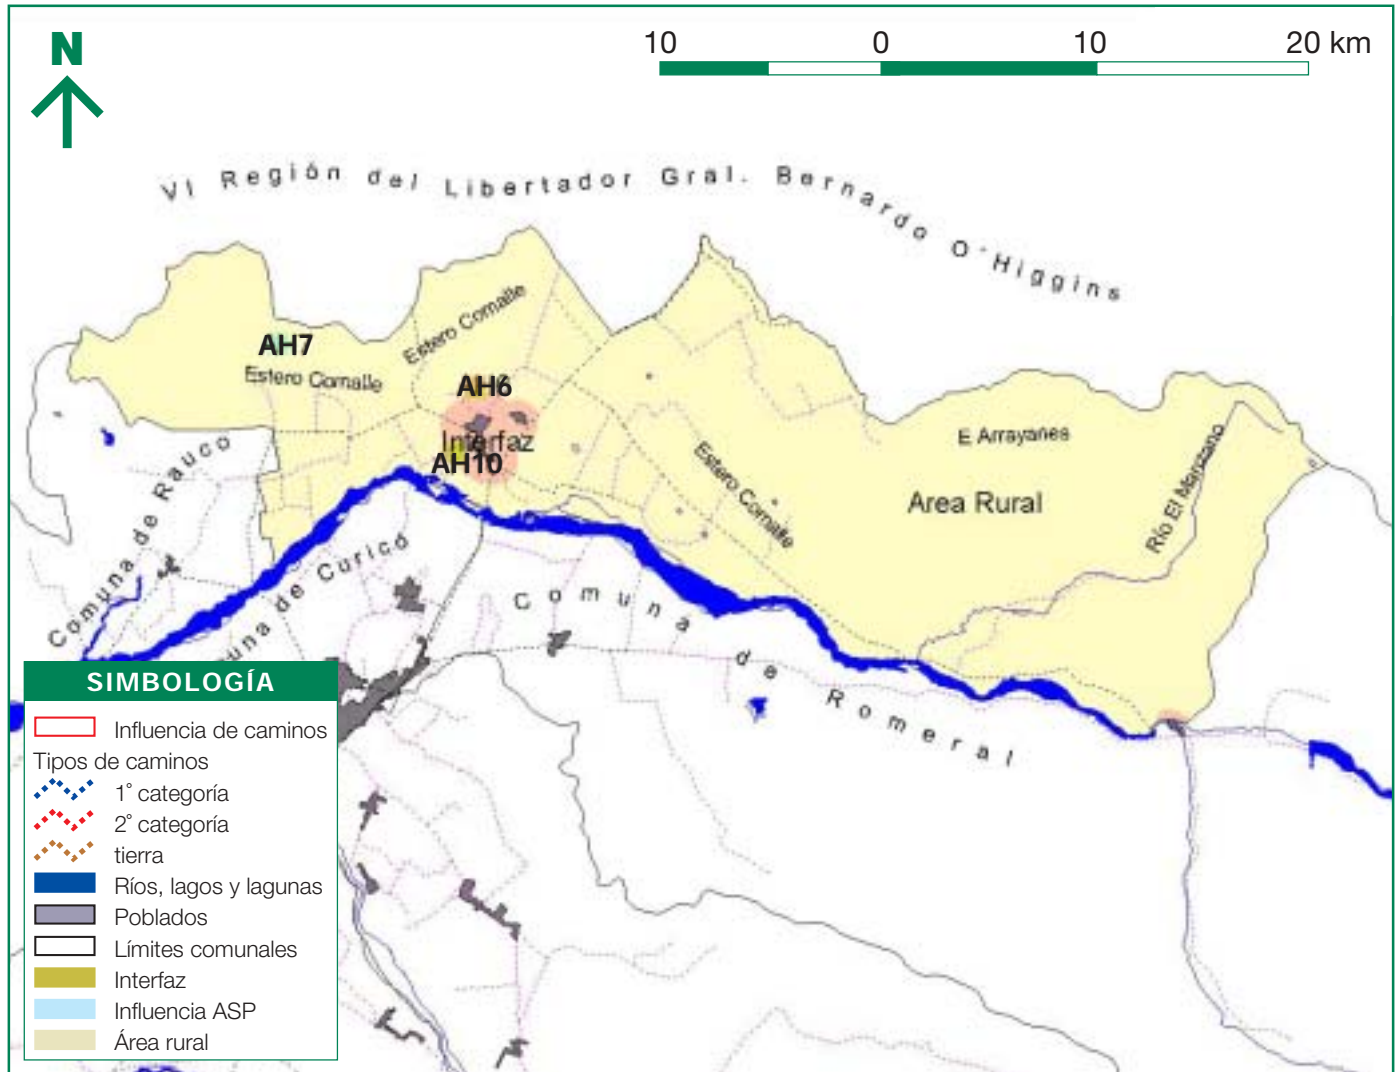 N
10 0 10 20 km
VI Región del Libertador Gral. Bernardo O'Higgins
AH7
Estero Comalle
Estero Comalle
AH6
Interfaz
AH10
Estero Comalle
E Arrayanes
Area Rural
Río El Manzano
Comuna de Rauco
una de Curicó
Comuna de Romeral
SIMBOLOGÍA
Influencia de caminos
Tipos de caminos
1° categoría
2° categoría
tierra
Ríos, lagos y lagunas
Poblados
Límites comunales
Interfaz
Influencia ASP
Área rural